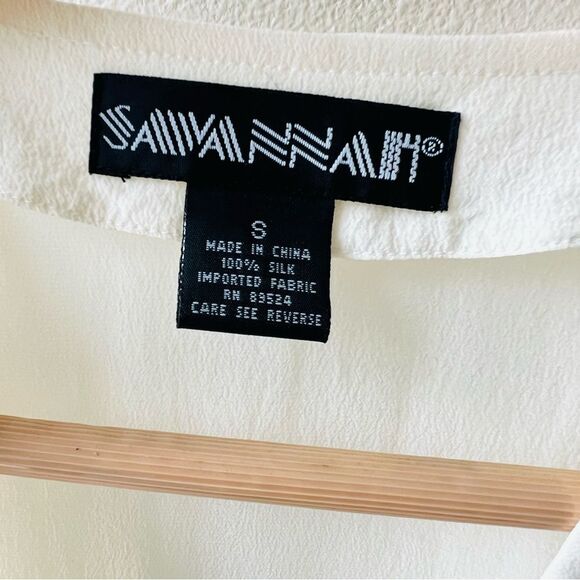 SAVANNAH®
S
MADE IN CHINA
100% SILK
IMPORTED FABRIC
RN 89524
CARE SEE REVERSE